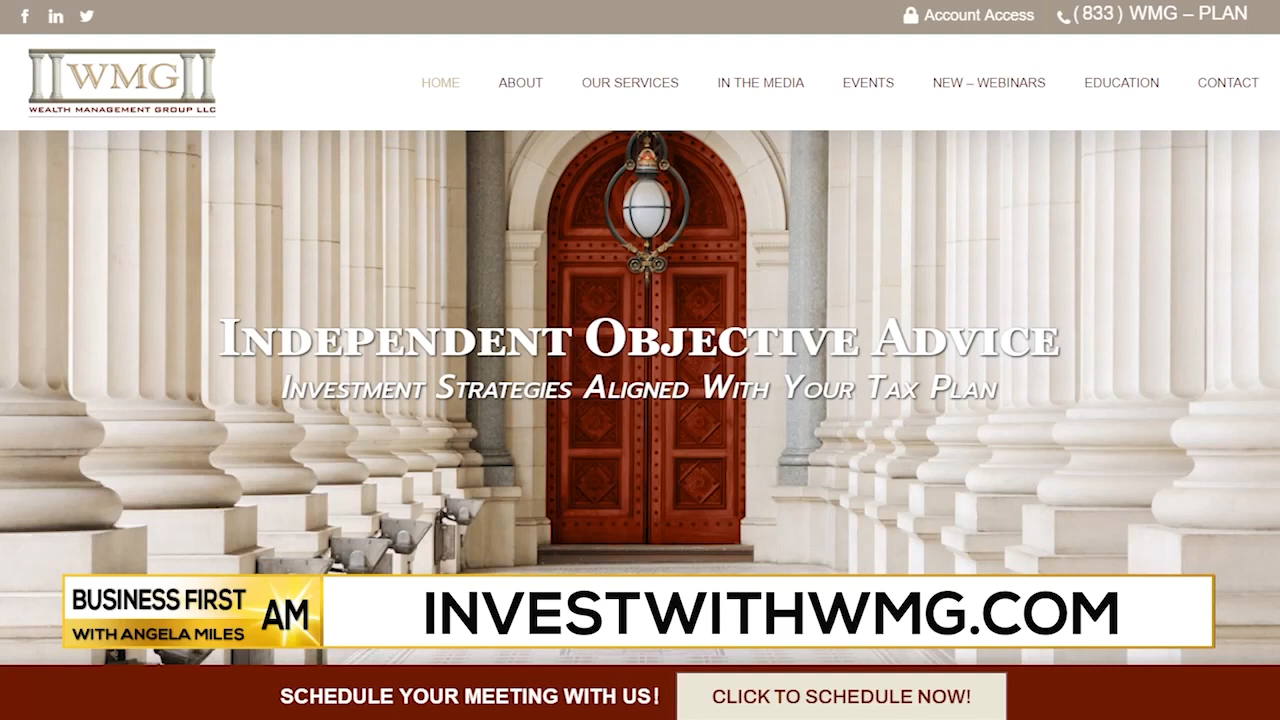 Account Access
(833) WMG – PLAN
WMG
WEALTH MANAGEMENT GROUP LLC
HOME ABOUT OUR SERVICES IN THE MEDIA EVENTS NEW – WEBINARS EDUCATION CONTACT
INDEPENDENT OBJECTIVE ADVICE
INVESTMENT STRATEGIES ALIGNED WITH YOUR TAX PLAN
BUSINESS FIRST AM
WITH ANGELA MILES
INVESTWITHWMG.COM
SCHEDULE YOUR MEETING WITH US!
CLICK TO SCHEDULE NOW!